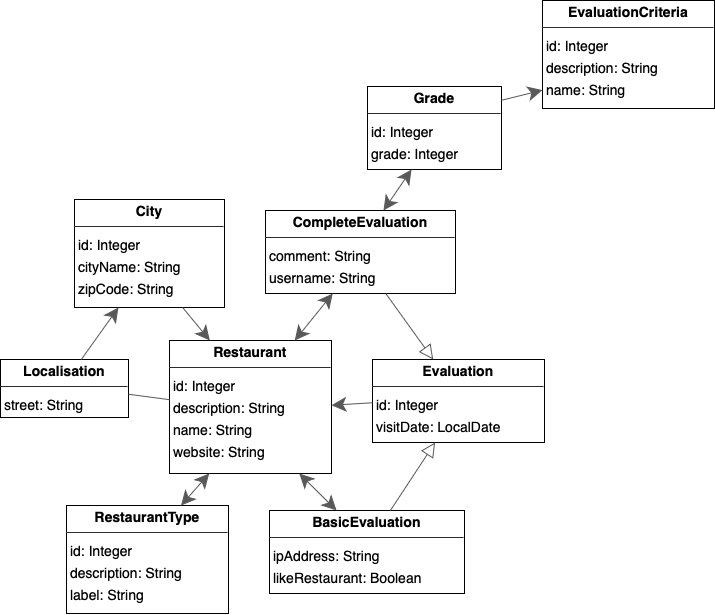 EvaluationCriteria
id: Integer
description: String
name: String
Grade
id: Integer
grade: Integer
City
id: Integer
cityName: String
zipCode: String
CompleteEvaluation
comment: String
username: String
Restaurant
id: Integer
description: String
name: String
website: String
Localisation
street: String
Evaluation
id: Integer
visitDate: LocalDate
RestaurantType
id: Integer
description: String
label: String
BasicEvaluation
ipAddress: String
likeRestaurant: Boolean